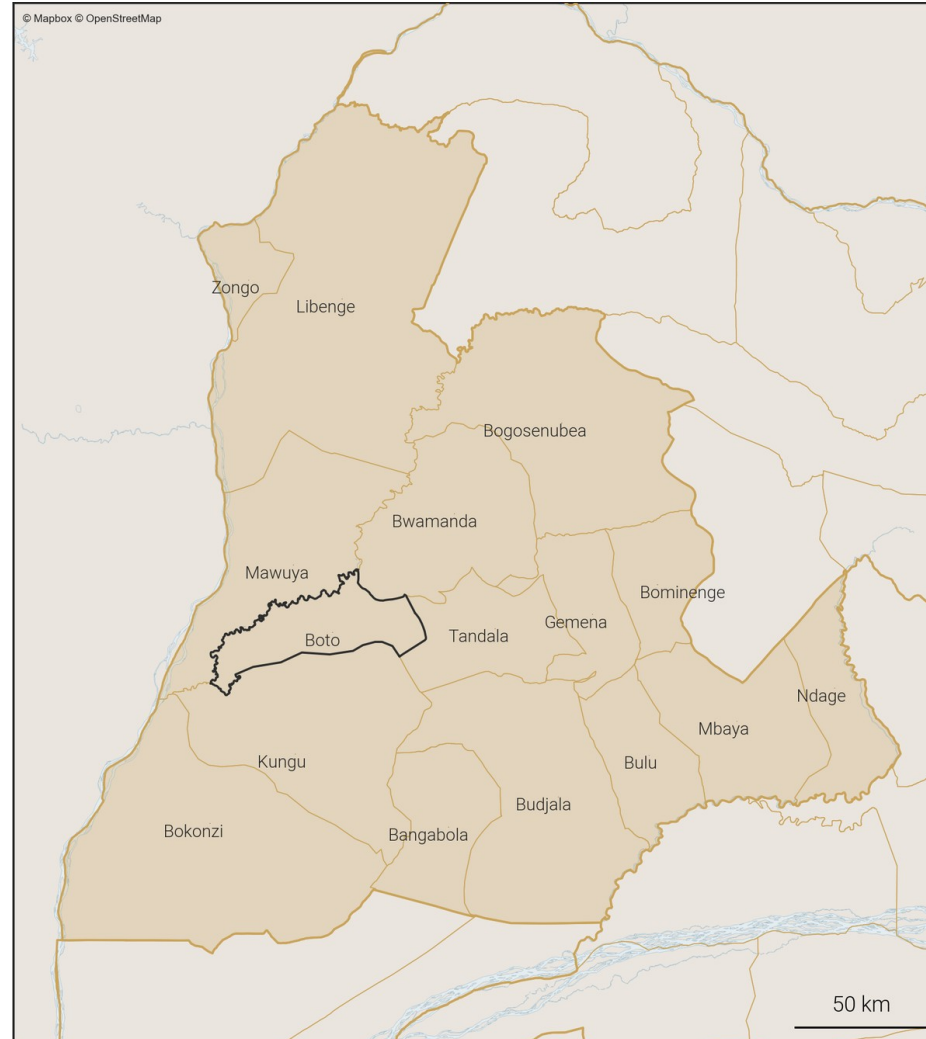 © Mapbox © OpenStreetMap
Zongo
Libenge
Bogosenubea
Bwamanda
Mawuya
Bominenge
Gemena
Boto
Tandala
Ndage
Mbaya
Kungu
Bulu
Budjala
Bokonzi
Bangabola
50 km